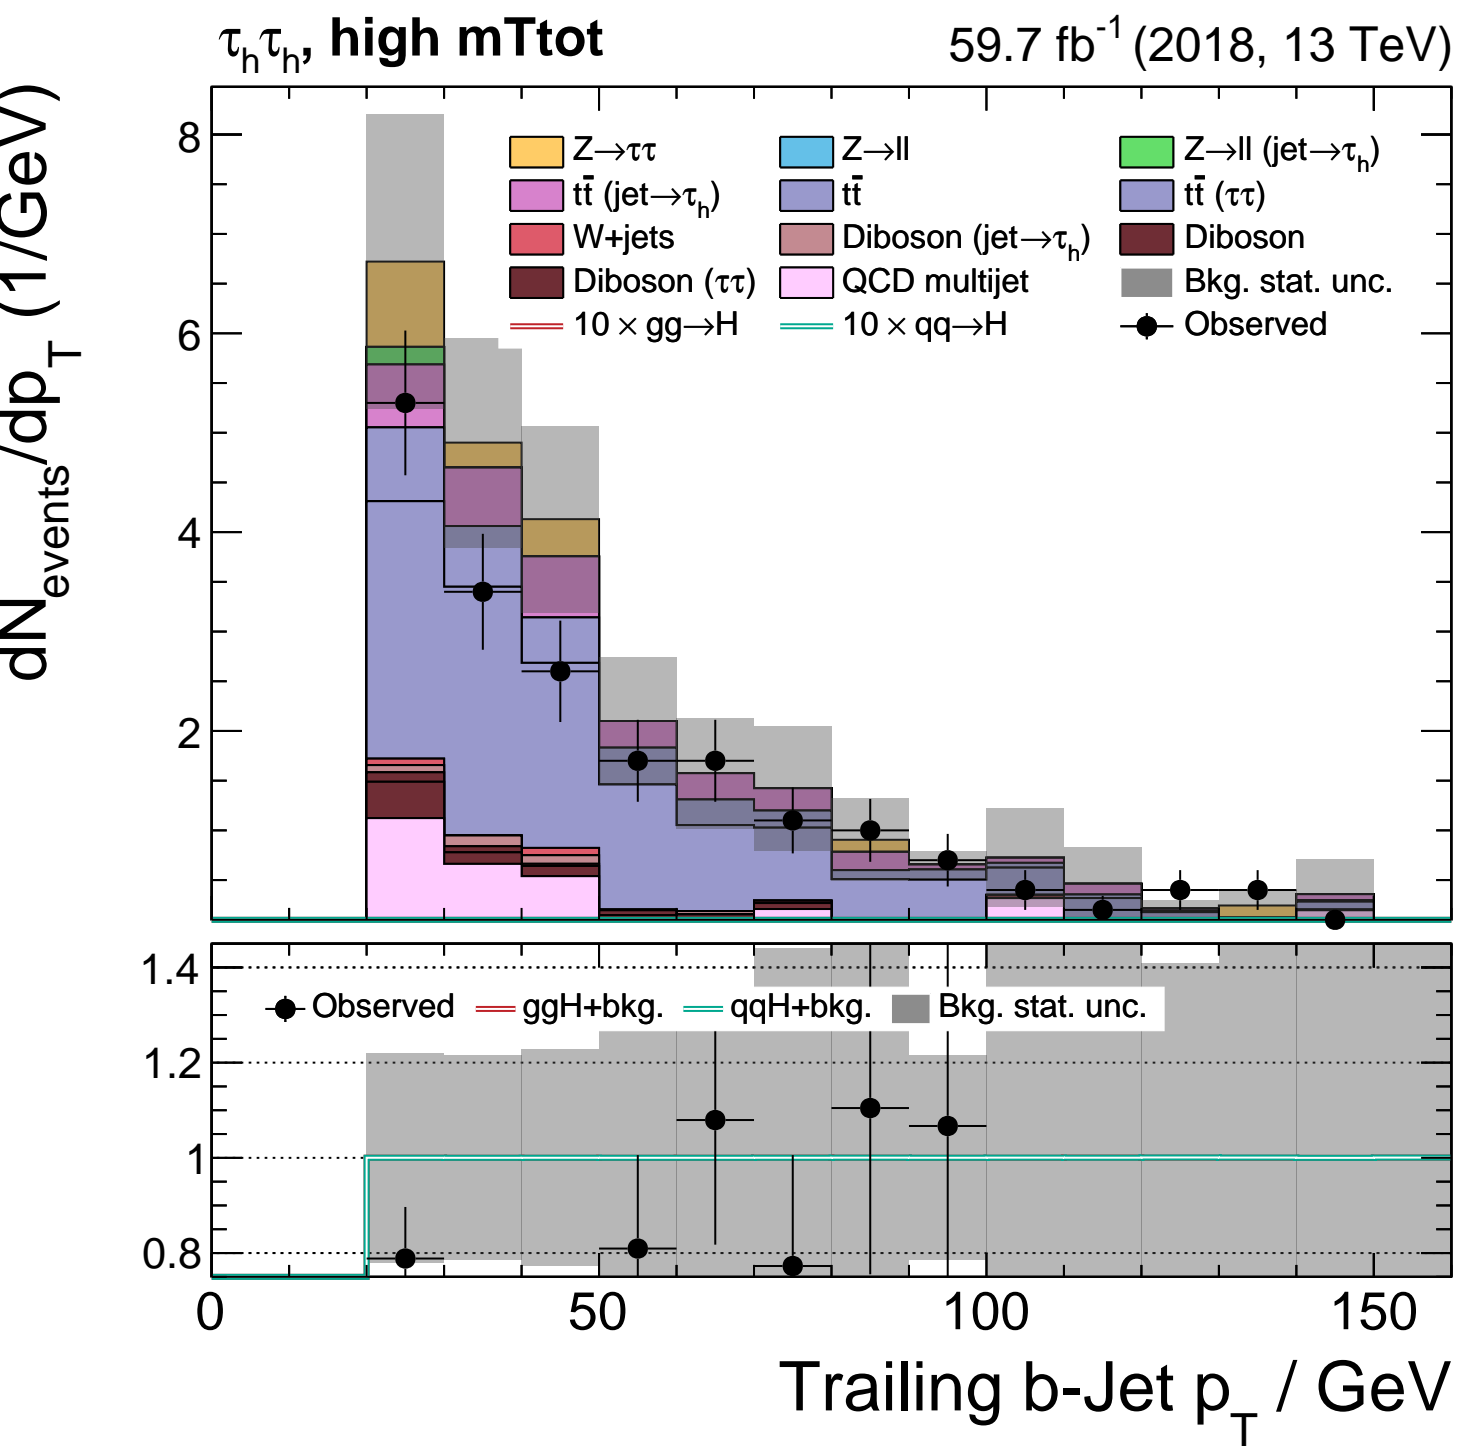 τhτh, high mTtot
59.7 fb-1 (2018, 13 TeV)
dNevents/dpT (1/GeV)
8
6
4
2
Z→ττ
Z→ll
Z→ll (jet→τh)
tt̄ (jet→τh)
tt̄
tt̄ (ττ)
W+jets
Diboson (jet→τh)
Diboson
Diboson (ττ)
QCD multijet
Bkg. stat. unc.
10 × gg→H
10 × qq→H
Observed
1.4
1.2
1
0.8
Observed
ggH+bkg.
qqH+bkg.
Bkg. stat. unc.
0
50
100
150
Trailing b-Jet pT / GeV